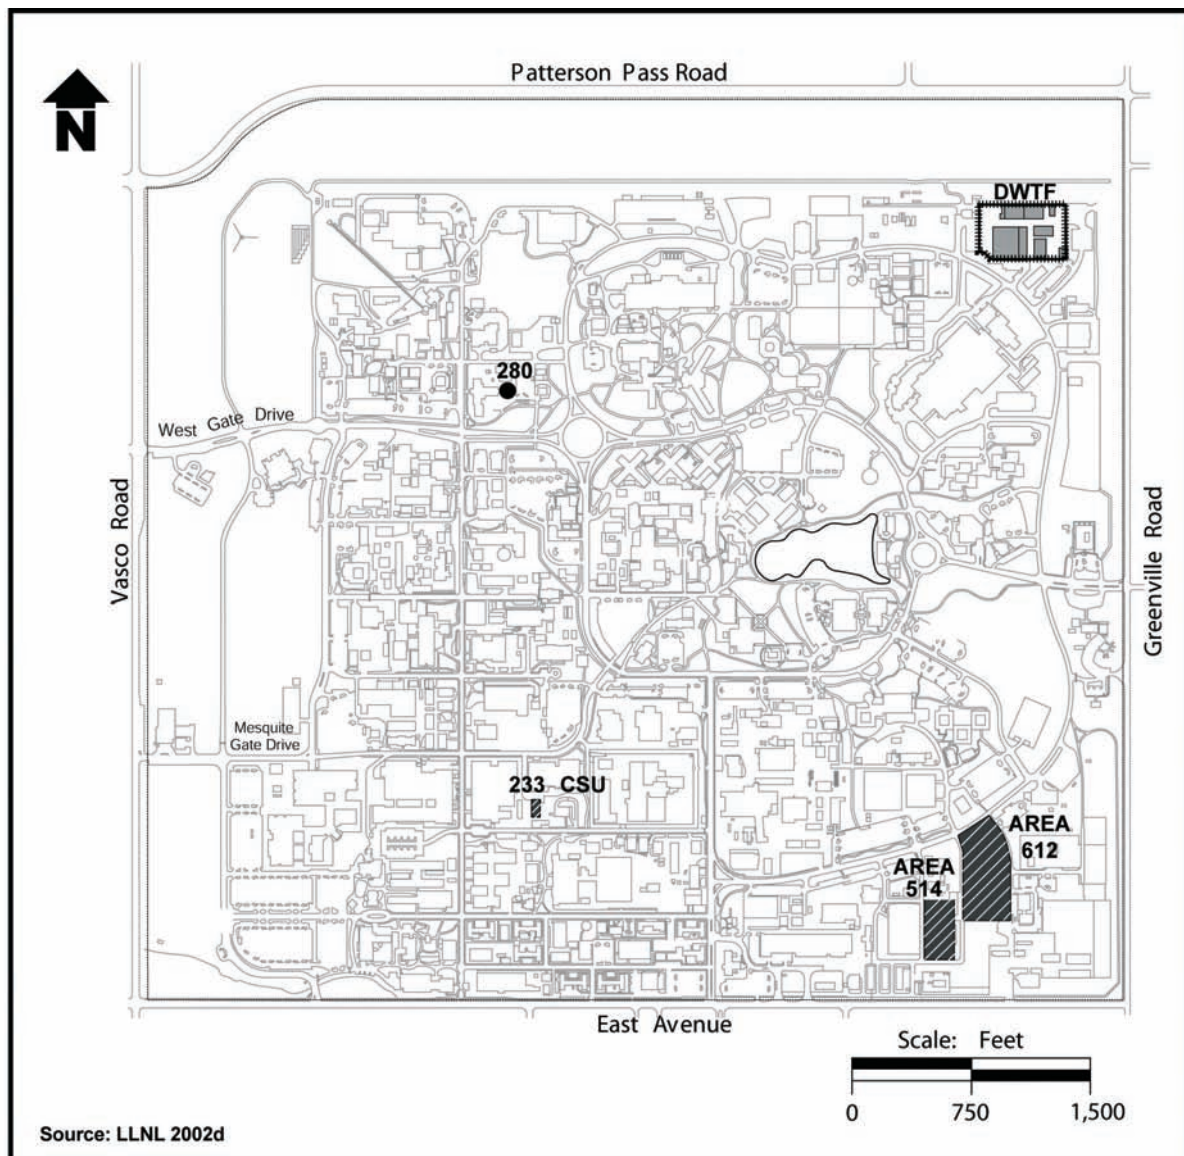 Patterson Pass Road
N
DWTF
280
West Gate Drive
Vasco Road
Greenville Road
Mesquite
Gate Drive
233 CSU
AREA
612
AREA
514
East Avenue
Scale: Feet
0 750 1,500
Source: LLNL 2002d